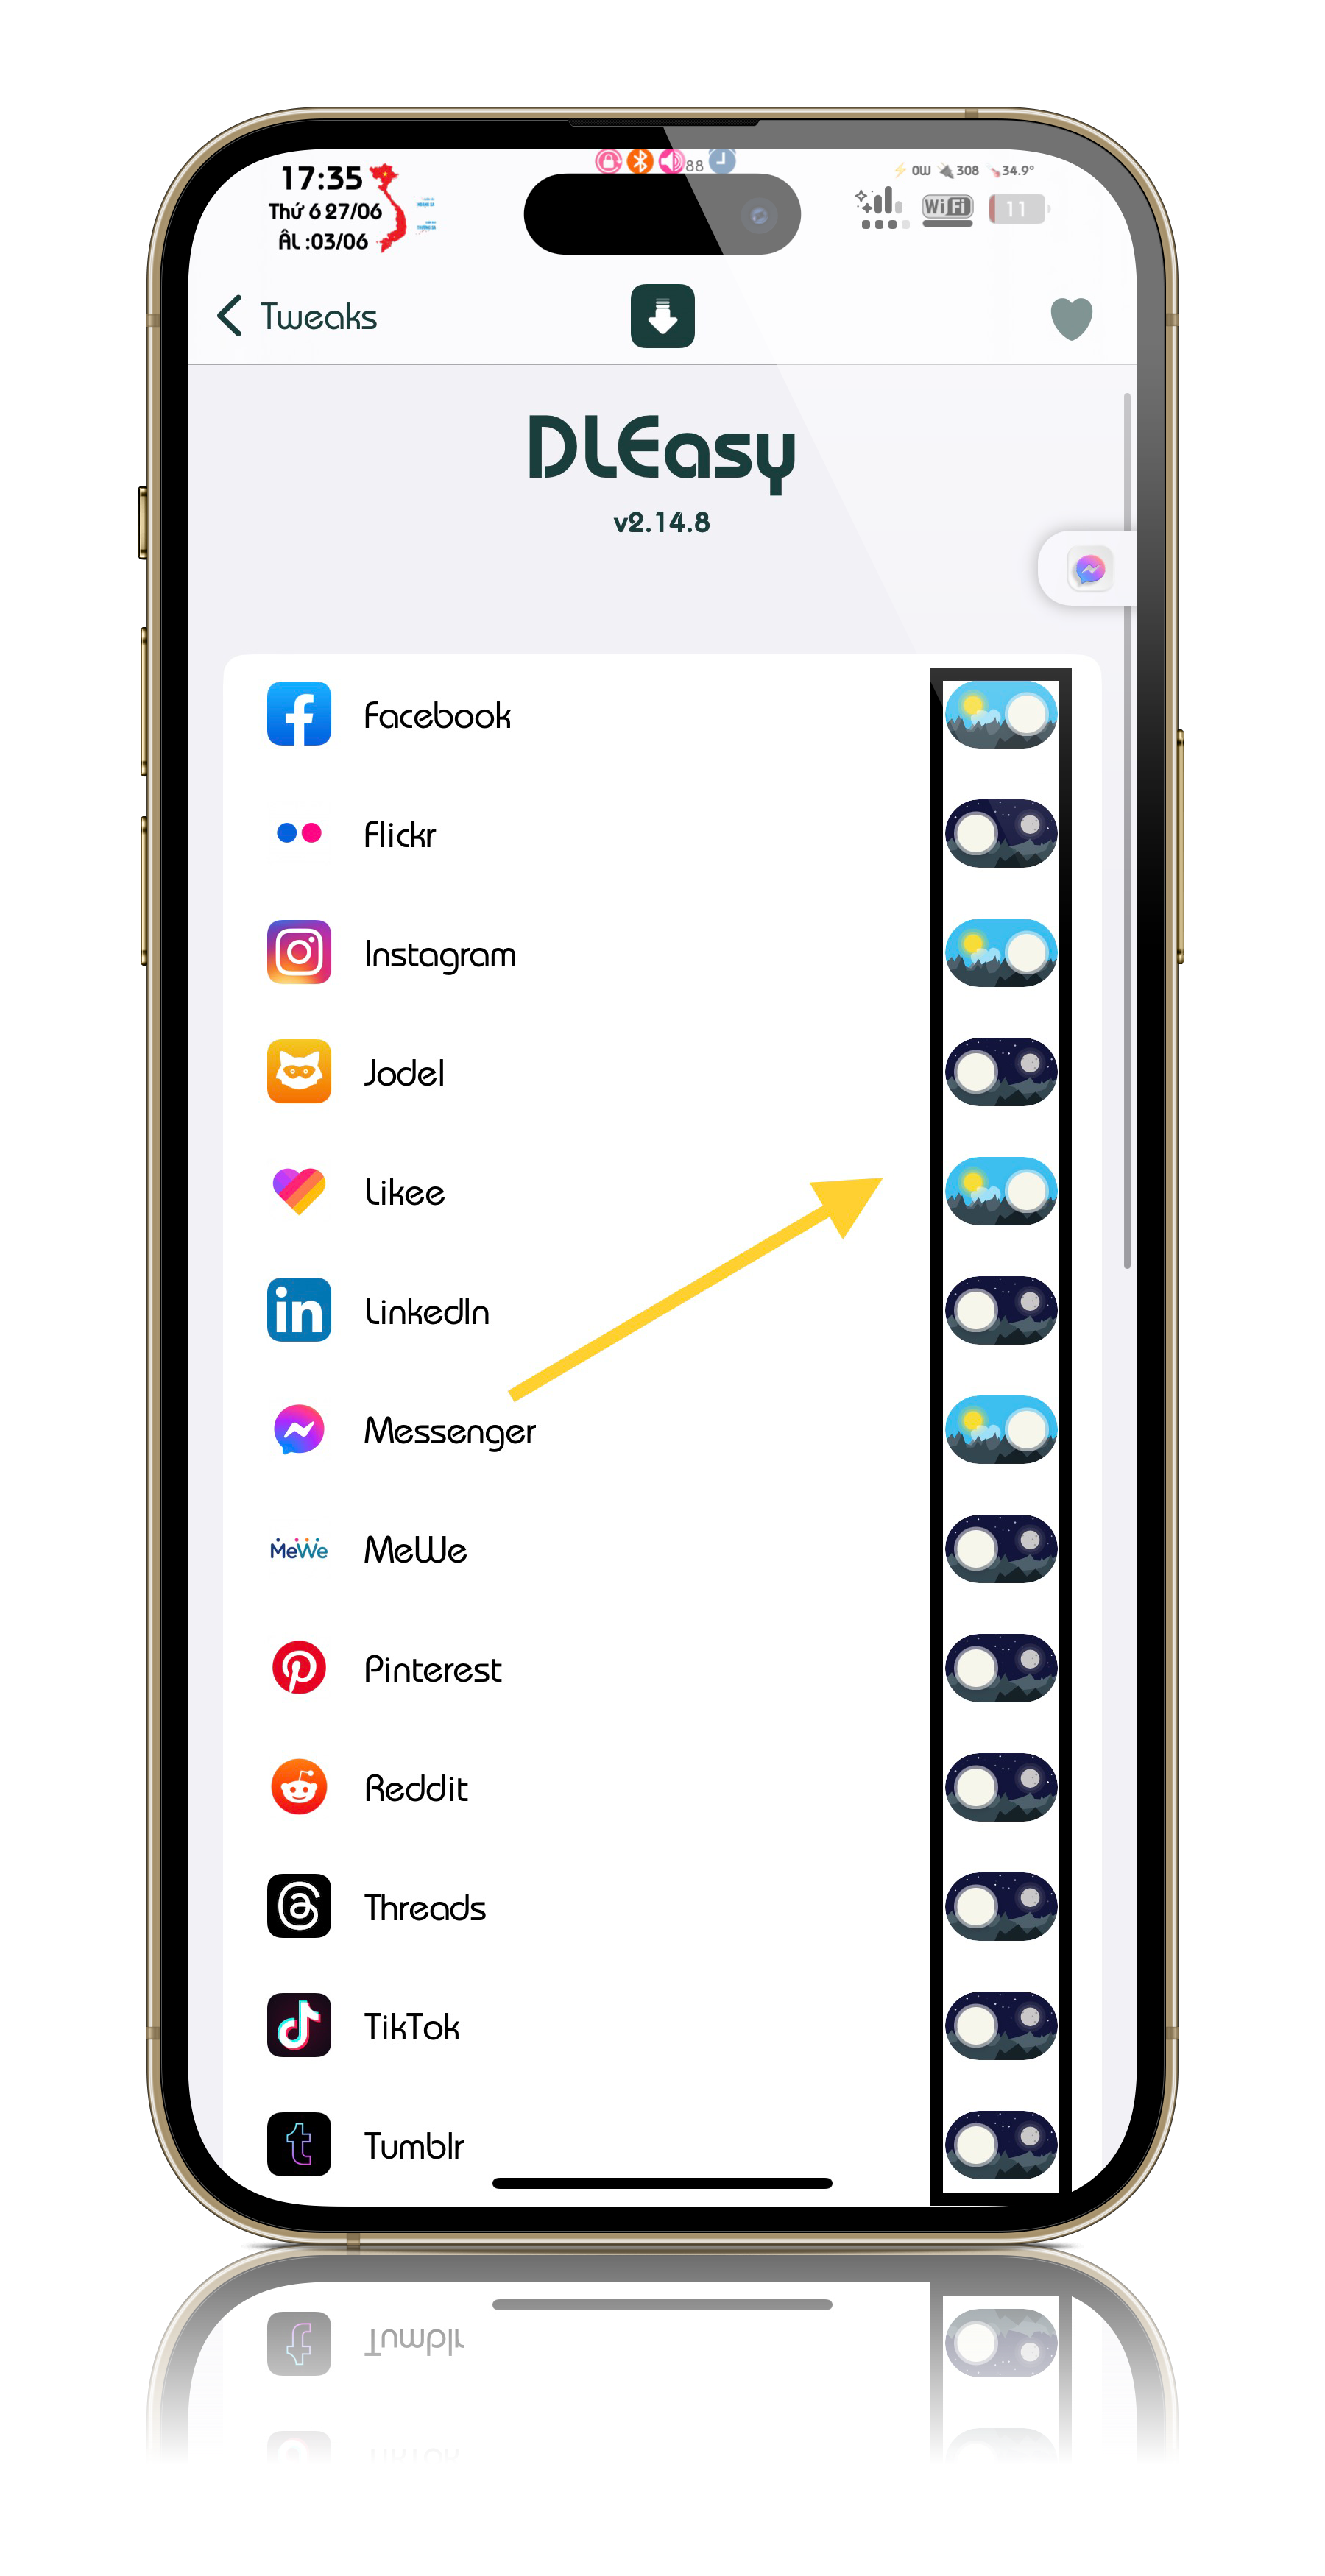 17:35
Thứ 6 27/06
ÂL :03/06
88
0W 308 34.9°
WiFi
11
Tweaks
DLEasy
v2.14.8
Facebook
Flickr
Instagram
Jodel
Likee
in LinkedIn
Messenger
MeWe MeWe
Pinterest
Reddit
Threads
TikTok
Tumblr